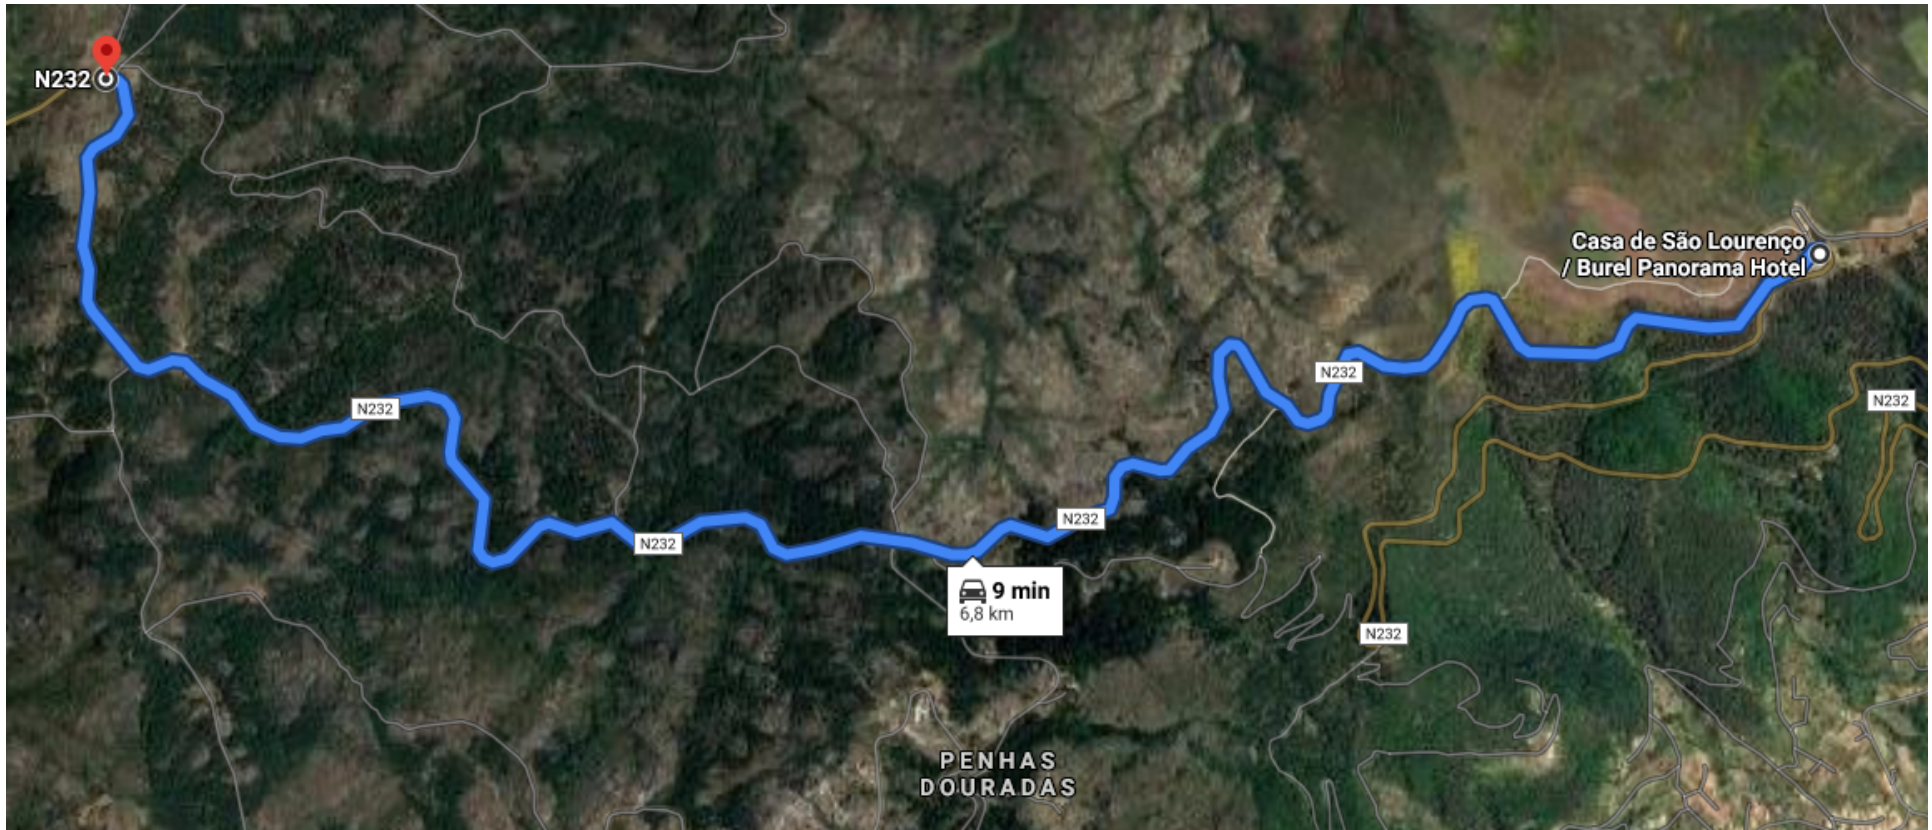 N232
Casa de São Lourenço
/ Burel Panorama Hotel
N232
N232
N232
N232
N232
N232
9 min
6,8 km
PENHAS
DOURADAS